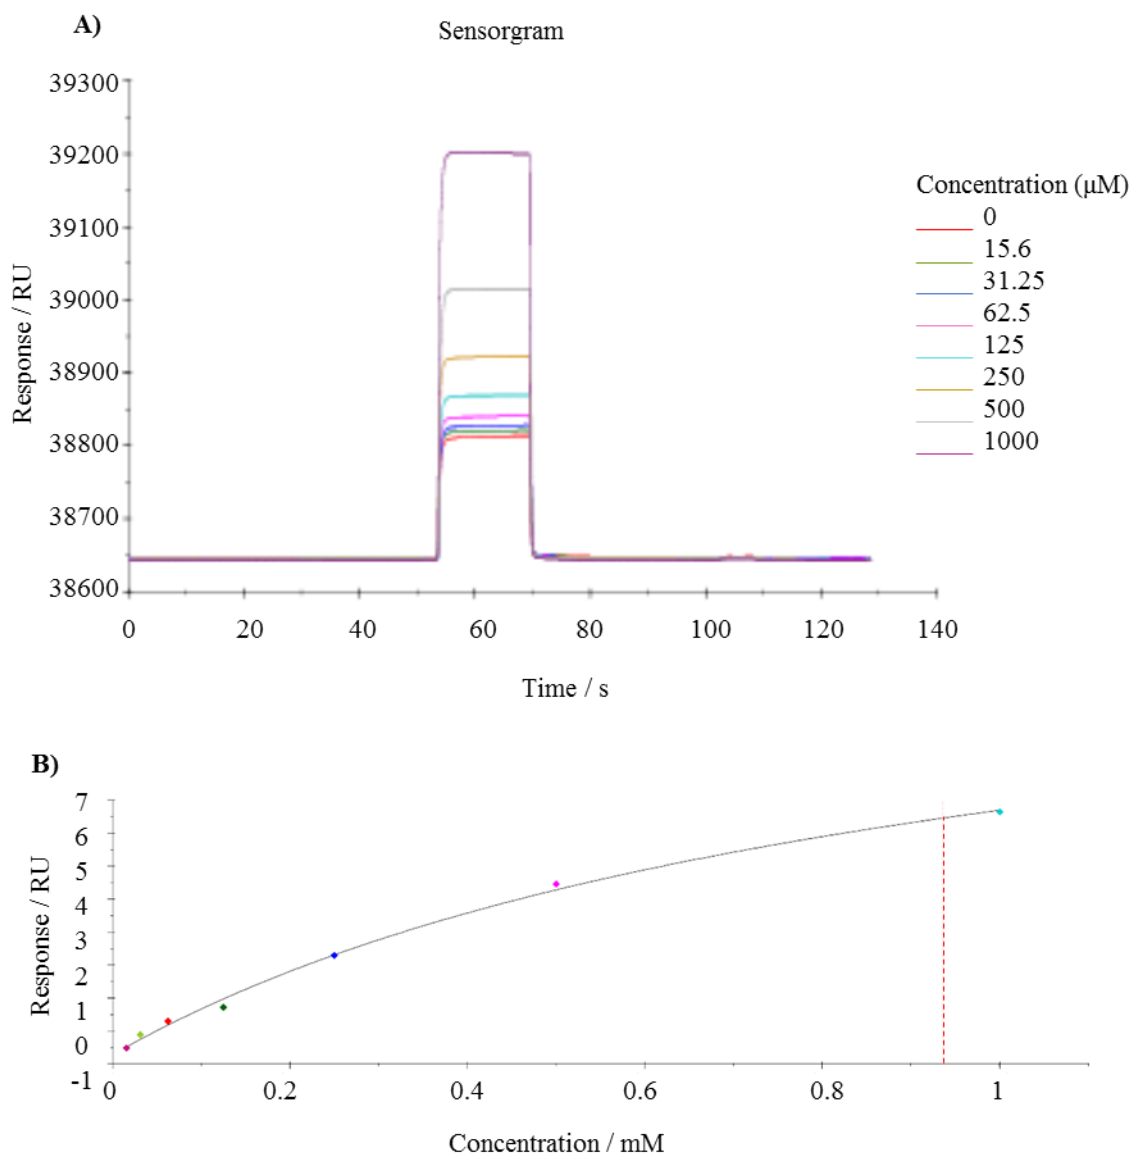 A)
Sensorgram
39300
39200
39100
39000
38900
38800
38700
38600
Response / RU
0 20 40 60 80 100 120 140
Time / s
Concentration (μM)
0
15.6
31.25
62.5
125
250
500
1000
B)
7
6
5
4
3
2
1
0
-1
Response / RU
0 0.2 0.4 0.6 0.8 1
Concentration / mM